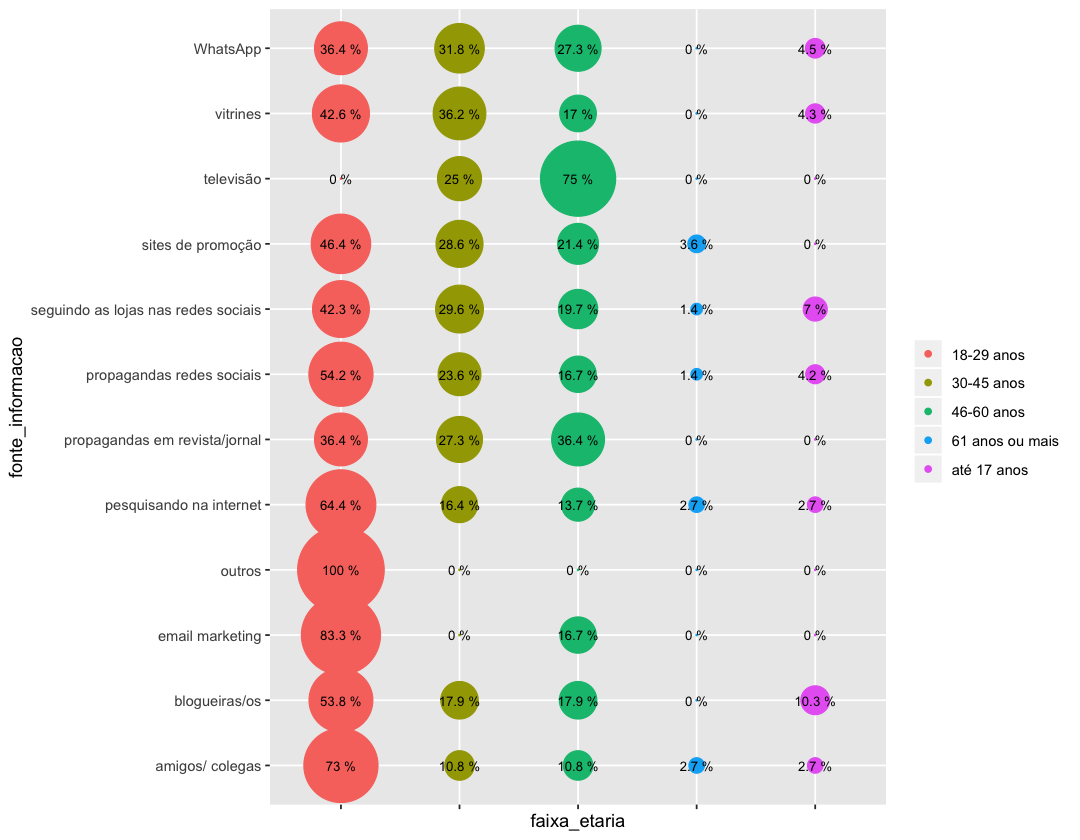 WhatsApp 36.4 % 31.8 % 27.3 % 0 % 4.5 %
vitrines 42.6 % 36.2 % 17 % 0 % 4.3 %
televisão 0 % 25 % 75 % 0 % 0 %
sites de promoção 46.4 % 28.6 % 21.4 % 3.6 % 0 %
seguindo as lojas nas redes sociais 42.3 % 29.6 % 19.7 % 1.4 % 7 %
propagandas redes sociais 54.2 % 23.6 % 16.7 % 1.4 % 4.2 %
propagandas em revista/jornal 36.4 % 27.3 % 36.4 % 0 % 0 %
pesquisando na internet 64.4 % 16.4 % 13.7 % 2.7 % 2.7 %
outros 100 % 0 % 0 % 0 % 0 %
email marketing 83.3 % 0 % 16.7 % 0 % 0 %
blogueiras/os 53.8 % 17.9 % 17.9 % 0 % 10.3 %
amigos/ colegas 73 % 10.8 % 10.8 % 2.7 % 2.7 %
fonte_informacao
faixa_etaria
18-29 anos
30-45 anos
46-60 anos
61 anos ou mais
até 17 anos